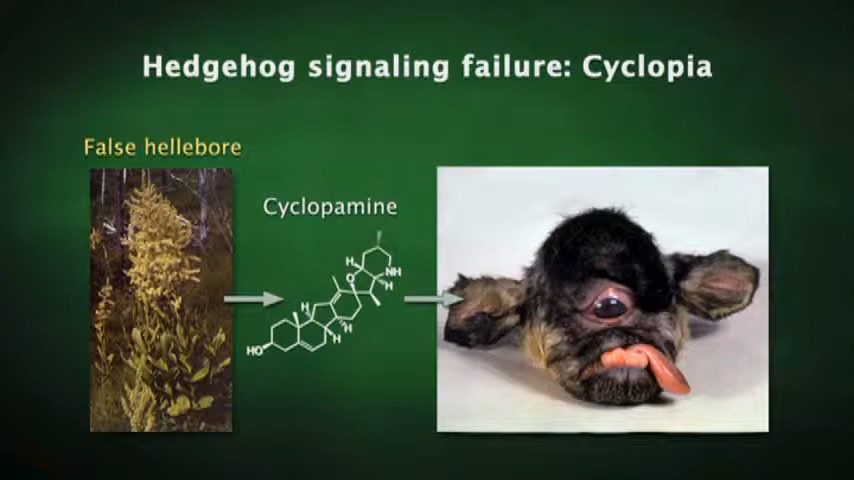 Hedgehog signaling failure: Cyclopia
False hellebore
Cyclopamine
H
NH
O
H
H
H
H
HO